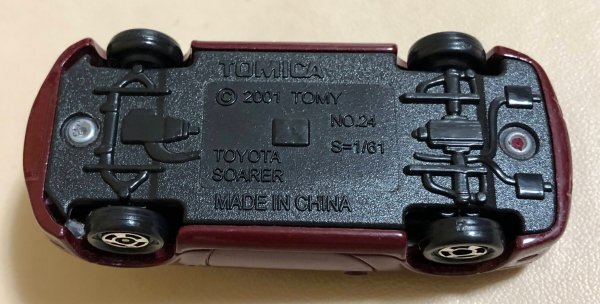 TOMICA
© 2001 TOMY
NO.24
S=1/61
TOYOTA
SOARER
MADE IN CHINA